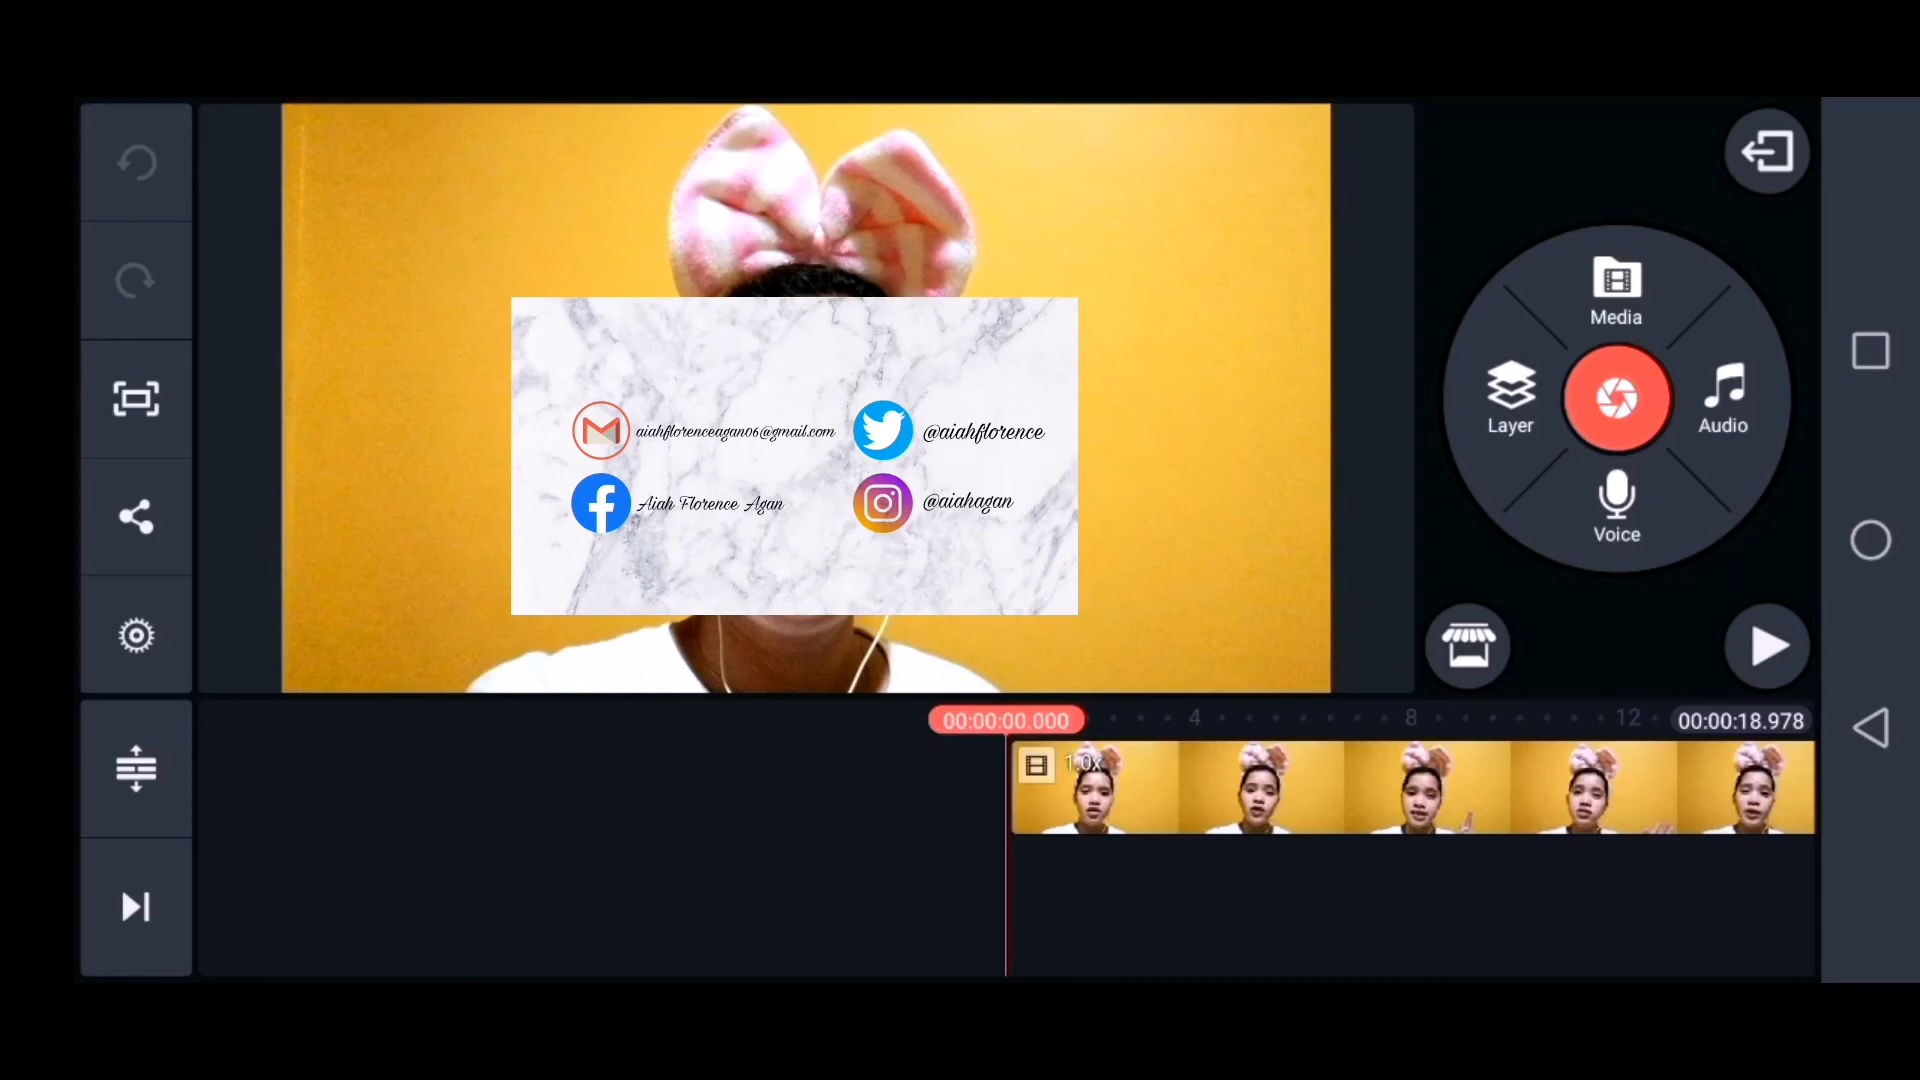 Media
Layer
Audio
Voice
aiahflorenceagan06@gmail.com
@aiahflorence
Aiah Florence Agan
@aiahagan
00:00:00.000
4
8
12
00:00:18.978
1.0x